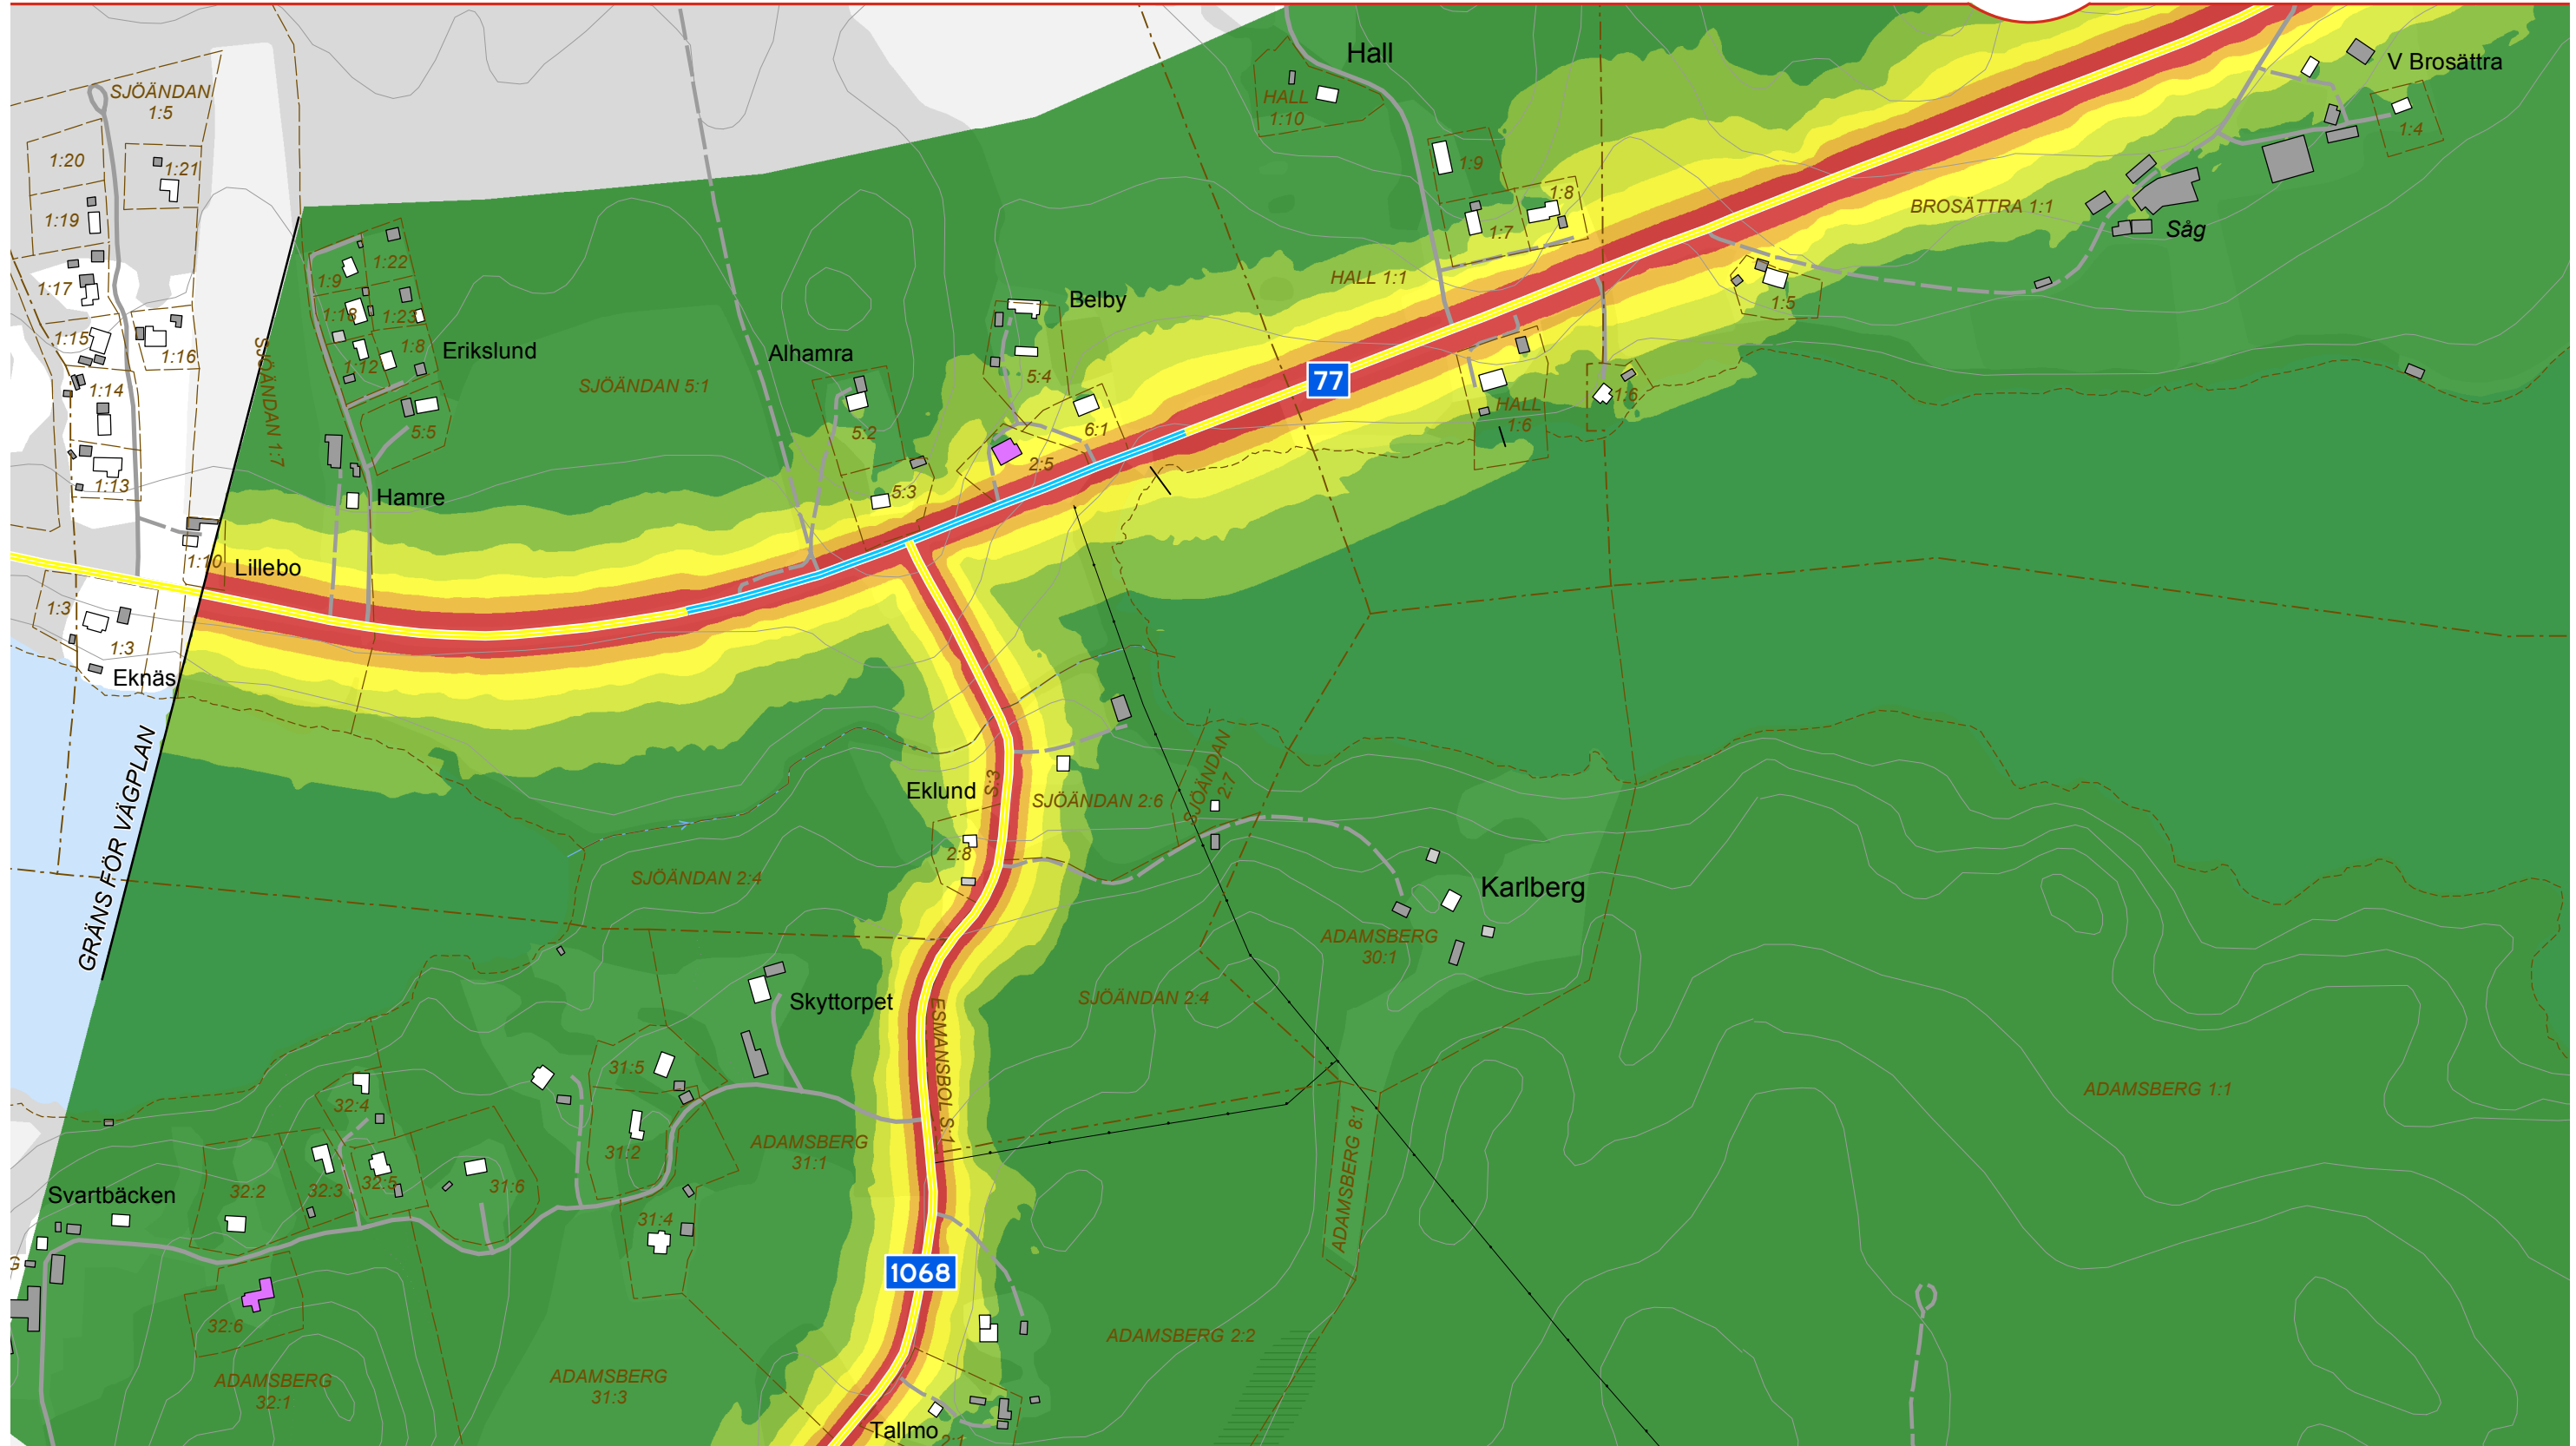 Hall
V Brosättra
SJÖÄNDAN
1:5
HALL
1:10
1:4
1:20
1:21
1:9
1:8
1:19
BROSÄTTRA 1:1
1:7
Såg
1:22
1:9
HALL 1:1
1:17
Belby
1:5
1:18
1:23
1:15
1:16
1:12
1:8
Erikslund
Alhamra
SJÖÄNDAN 1:7
SJÖÄNDAN 5:1
5:4
77
1:14
1:6
HALL
1:6
5:5
5:2
6:1
2:5
1:13
Hamre
5:3
1:10
Lillebo
1:3
1:3
Eknäs
GRÄNS FÖR VÄGPLAN
Eklund
S:3
SJÖÄNDAN 2:6
SJÖÄNDAN
2:7
2:8
SJÖÄNDAN 2:4
Karlberg
ADAMSBERG
30:1
Skyttorpet
SJÖÄNDAN 2:4
ESMANSBOL S:1
31:5
ADAMSBERG 1:1
32:4
31:2
ADAMSBERG
31:1
ADAMSBERG 8:1
Svartbäcken
32:2
32:3
32:5
31:6
31:4
G
1068
32:6
ADAMSBERG 2:2
ADAMSBERG
32:1
ADAMSBERG
31:3
Tallmo
2:1